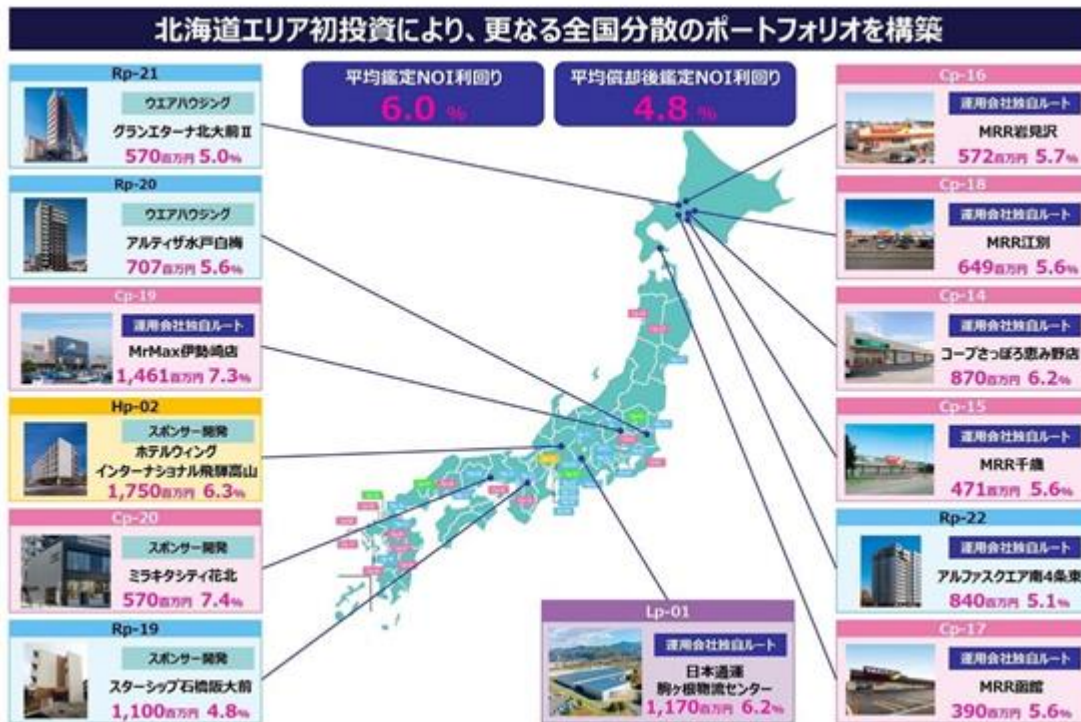 北海道エリア初投資により、更なる全国分散のポートフォリオを構築
平均鑑定NOI利回り
6.0 %
平均償却後鑑定NOI利回り
4.8 %
Rp-21
ウエアハウジング
グランエターナ北大前Ⅱ
570百万円 5.0%
Rp-20
ウエアハウジング
アルティザ水戸白梅
707百万円 5.6%
Cp-19
運用会社独自ルート
MrMax伊勢崎店
1,461百万円 7.3%
Hp-02
スポンサー開発
ホテルウィング
インターナショナル飛騨高山
1,750百万円 6.3%
Cp-20
スポンサー開発
ミラキタシティ花北
570百万円 7.4%
Rp-19
スポンサー開発
スターシップ石橋阪大前
1,100百万円 4.8%
Lp-01
運用会社独自ルート
日本通運
駒ヶ根物流センター
1,170百万円 6.2%
Cp-16
運用会社独自ルート
MRR岩見沢
572百万円 5.7%
Cp-18
運用会社独自ルート
MRR江別
649百万円 5.6%
Cp-14
運用会社独自ルート
コープさっぽろ恵み野店
870百万円 6.2%
Cp-15
運用会社独自ルート
MRR千歳
471百万円 5.6%
Rp-22
運用会社独自ルート
アルファスクエア南4条東
840百万円 5.1%
Cp-17
運用会社独自ルート
MRR函館
390百万円 5.6%